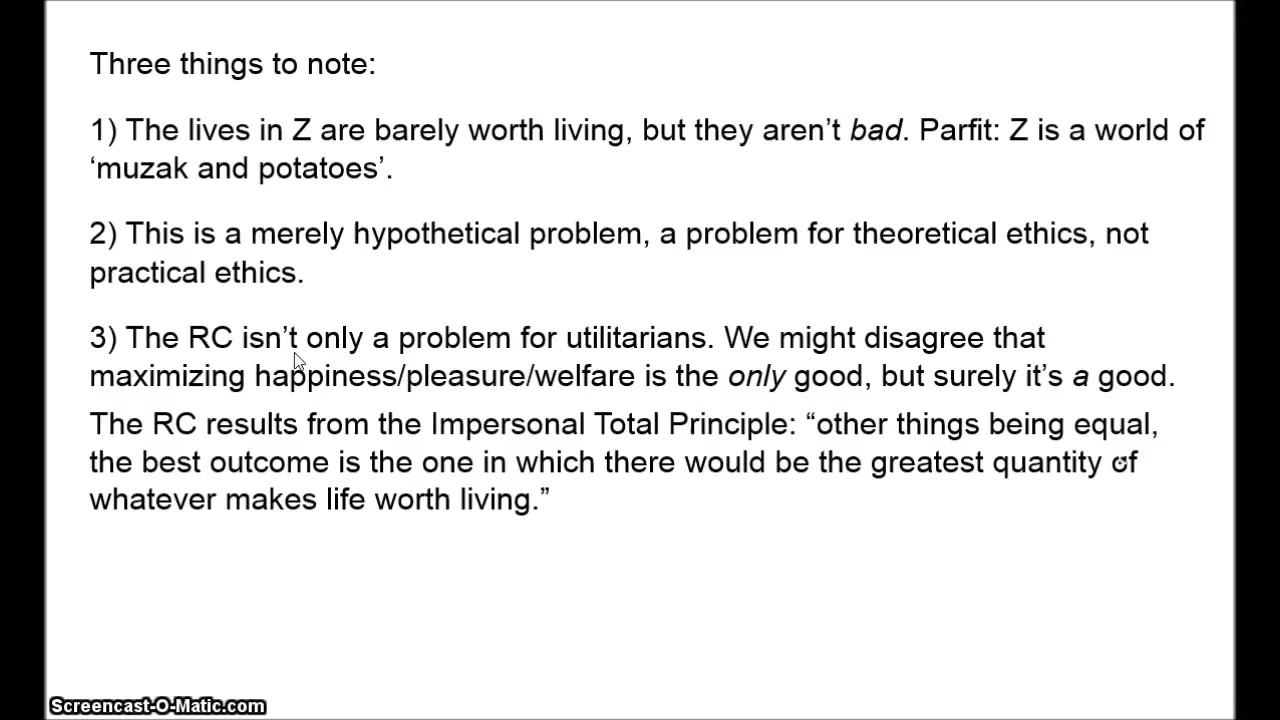 Three things to note:
1) The lives in Z are barely worth living, but they aren’t bad. Parfit: Z is a world of
‘muzak and potatoes’.
2) This is a merely hypothetical problem, a problem for theoretical ethics, not
practical ethics.
3) The RC isn’t only a problem for utilitarians. We might disagree that
maximizing happiness/pleasure/welfare is the only good, but surely it’s a good.
The RC results from the Impersonal Total Principle: “other things being equal,
the best outcome is the one in which there would be the greatest quantity of
whatever makes life worth living.”
Screencast-O-Matic.com